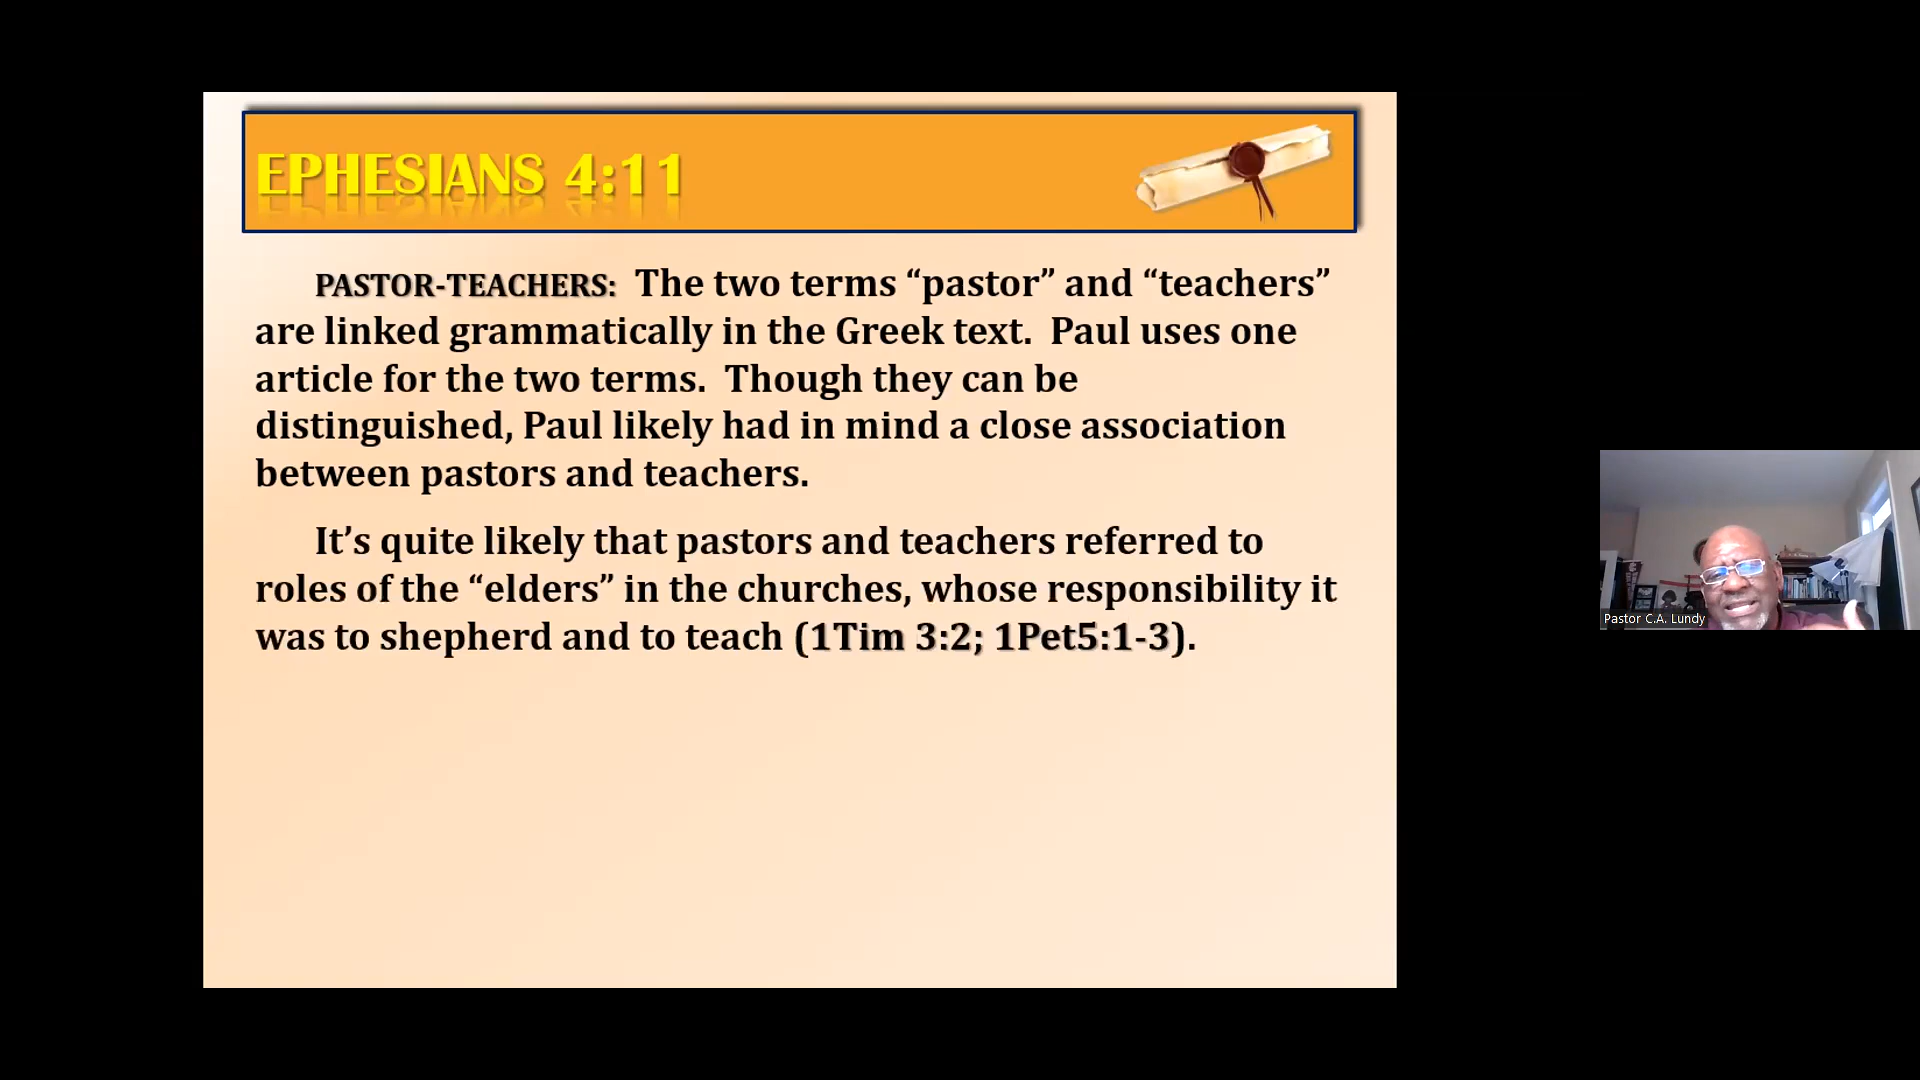 EPHESIANS 4:11
PASTOR-TEACHERS: The two terms “pastor” and “teachers”
are linked grammatically in the Greek text. Paul uses one
article for the two terms. Though they can be
distinguished, Paul likely had in mind a close association
between pastors and teachers.
It’s quite likely that pastors and teachers referred to
roles of the “elders” in the churches, whose responsibility it
was to shepherd and to teach (1Tim 3:2; 1Pet5:1-3).
Pastor C.A. Lundy